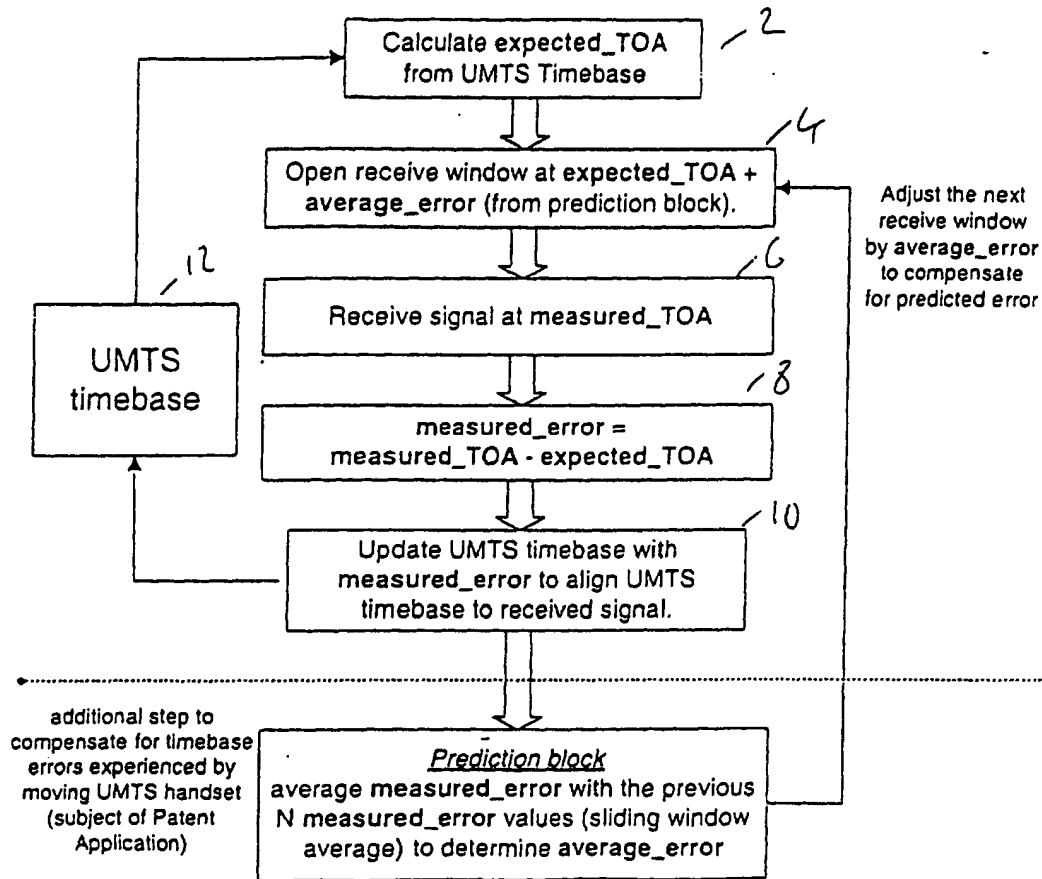 2
Calculate expected_TOA
from UMTS Timebase
4
Open receive window at expected_TOA +
average_error (from prediction block).
Adjust the next
receive window
by average_error
to compensate
for predicted error
6
Receive signal at measured_TOA
12
UMTS
timebase
8
measured_error =
measured_TOA - expected_TOA
10
Update UMTS timebase with
measured_error to align UMTS
timebase to received signal.
additional step to
compensate for timebase
errors experienced by
moving UMTS handset
(subject of Patent
Application)
Prediction block
average measured_error with the previous
N measured_error values (sliding window
average) to determine average_error